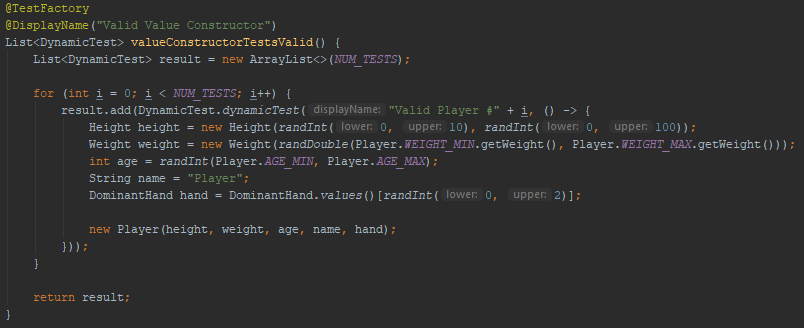 @TestFactory
@DisplayName("Valid Value Constructor")
List<DynamicTest> valueConstructorTestsValid() {
    List<DynamicTest> result = new ArrayList<>(NUM_TESTS);

    for (int i = 0; i < NUM_TESTS; i++) {
        result.add(DynamicTest.dynamicTest( displayName: "Valid Player #" + i, () -> {
            Height height = new Height(randInt( lower: 0, upper: 10), randInt( lower: 0, upper: 100));
            Weight weight = new Weight(randDouble(Player.WEIGHT_MIN.getWeight(), Player.WEIGHT_MAX.getWeight()));
            int age = randInt(Player.AGE_MIN, Player.AGE_MAX);
            String name = "Player";
            DominantHand hand = DominantHand.values()[randInt( lower: 0, upper: 2)];

            new Player(height, weight, age, name, hand);
        }));
    }

    return result;
}